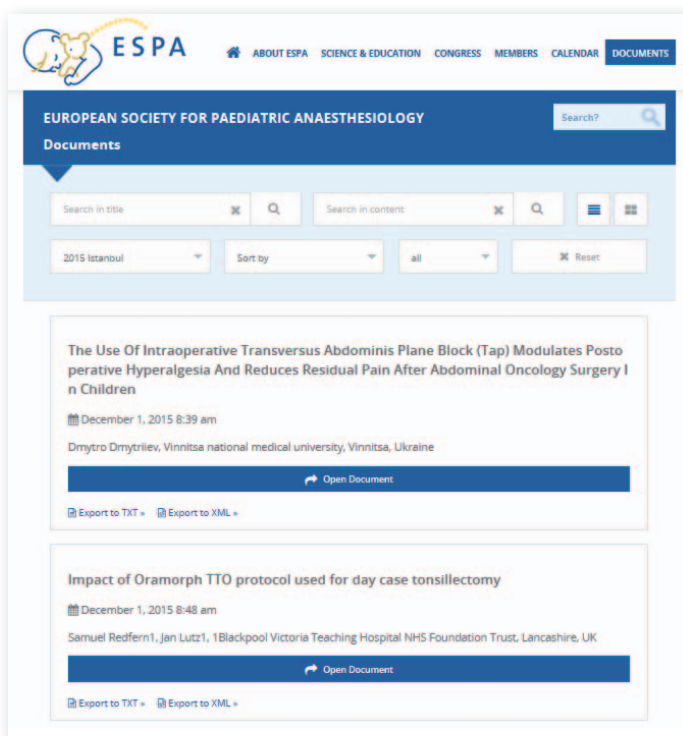 ESPA
ABOUT ESPA SCIENCE & EDUCATION CONGRESS MEMBERS CALENDAR DOCUMENTS
EUROPEAN SOCIETY FOR PAEDIATRIC ANAESTHESIOLOGY
Search?
Documents
Search in title
Search in content
2015 Istanoul
Sort by
all
Reset
The Use Of Intraoperative Transversus Abdominis Plane Block (Tap) Modulates Posto
perative Hyperalgesia And Reduces Residual Pain After Abdominal Oncology Surgery I
n Children
December 1, 2015 8:39 am
Dmytro Dmytriiev, Vinnitsa national medical university, Vinnitsa, Ukraine
Open Document
Export to TXT » Export to XML »
Impact of Oramorph TTO protocol used for day case tonsillectomy
December 1, 2015 8:48 am
Samuel Redfern1, Jan Lutz1, 1Blackpool Victoria Teaching Hospital NHS Foundation Trust, Lancashire, UK
Open Document
Export to TXT » Export to XML »